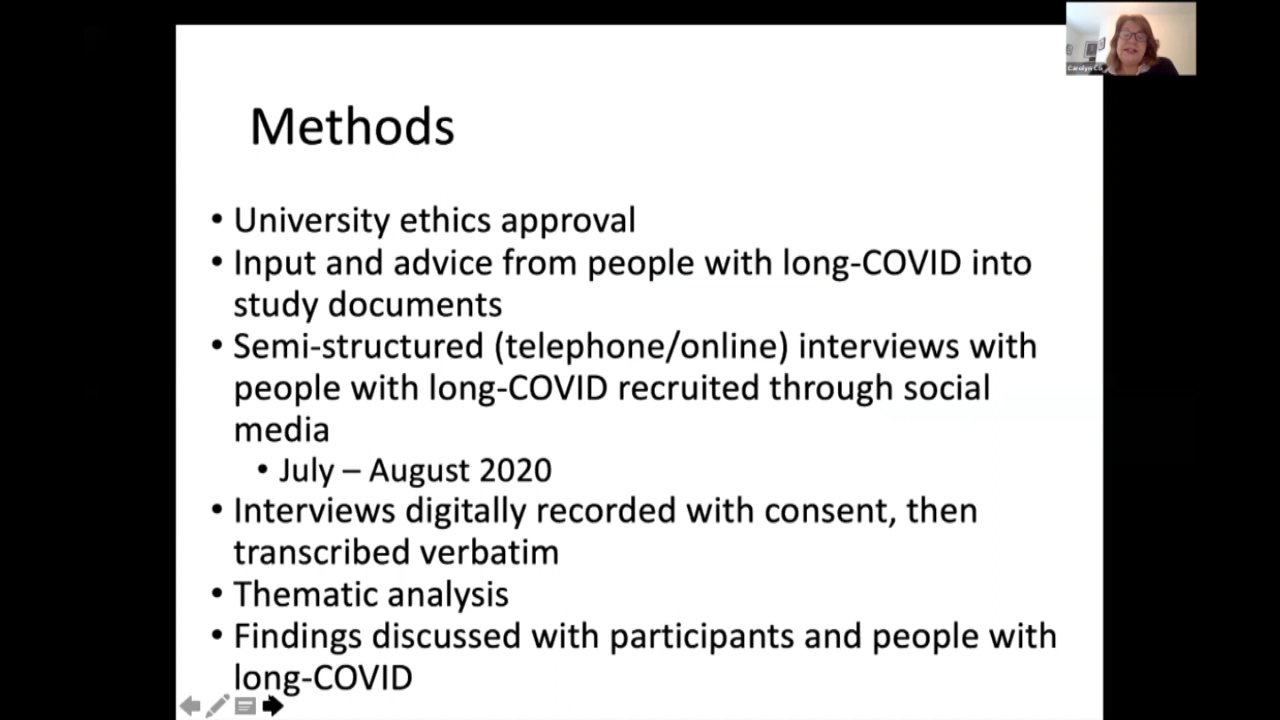 Carolyn
Methods
• University ethics approval
• Input and advice from people with long-COVID into
study documents
• Semi-structured (telephone/online) interviews with
people with long-COVID recruited through social
media
• July – August 2020
• Interviews digitally recorded with consent, then
transcribed verbatim
• Thematic analysis
• Findings discussed with participants and people with
long-COVID